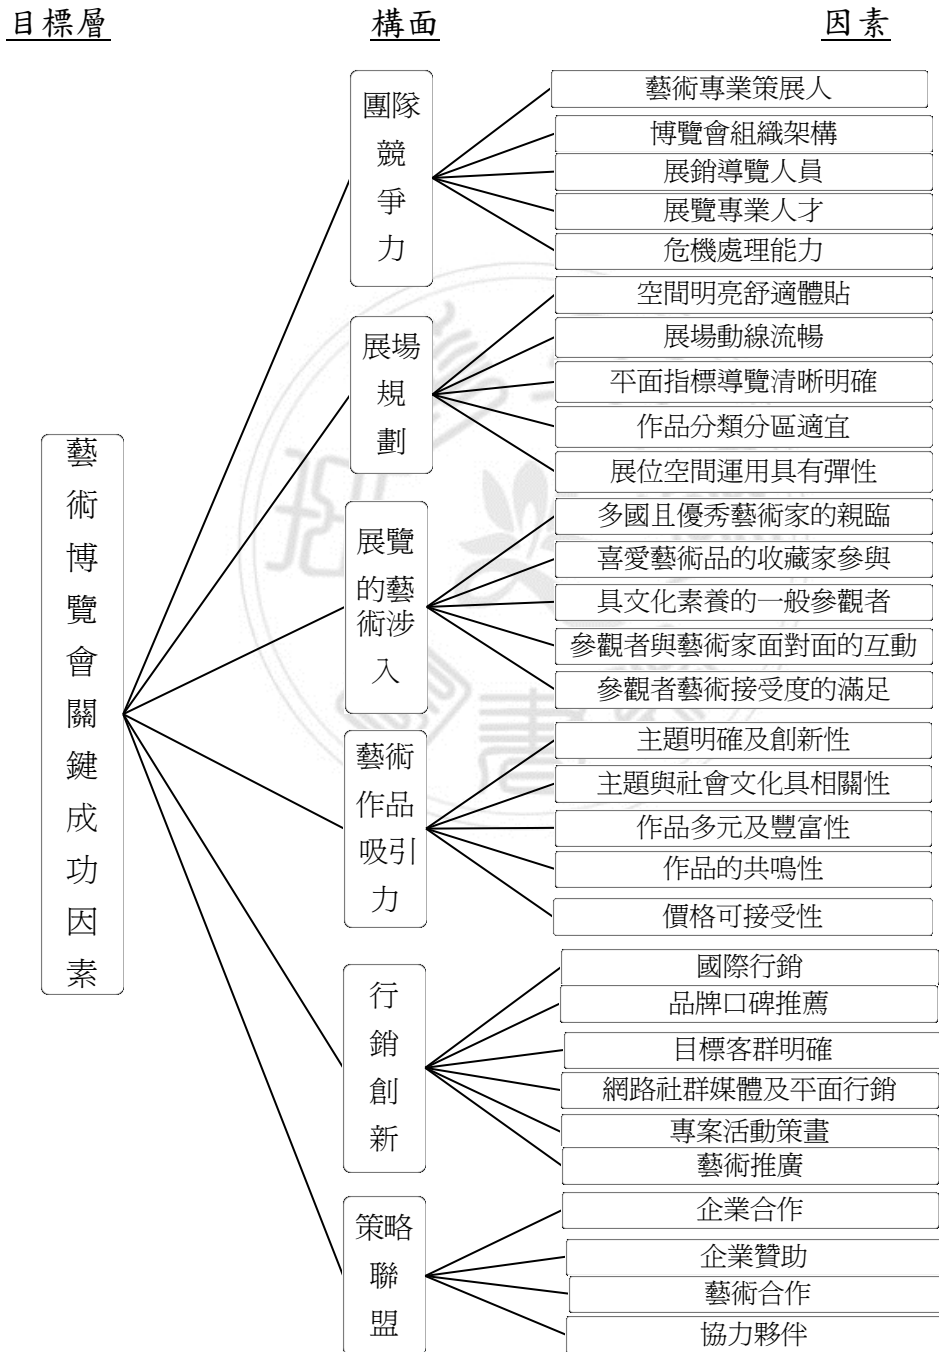 目標層
構面
因素
藝術博覽會關鍵成功因素
團隊
競
爭
力
藝術專業策展人
博覽會組織架構
展銷導覽人員
展覽專業人才
危機處理能力
展場
規
劃
空間明亮舒適體貼
展場動線流暢
平面指標導覽清晰明確
作品分類分區適宜
展位空間運用具有彈性
展覽
的藝
術涉
入
多國且優秀藝術家的親臨
喜愛藝術品的收藏家參與
具文化素養的一般參觀者
參觀者與藝術家面對面的互動
參觀者藝術接受度的滿足
藝術
作品
吸引
力
主題明確及創新性
主題與社會文化具相關性
作品多元及豐富性
作品的共鳴性
價格可接受性
行
銷
創
新
國際行銷
品牌口碑推薦
目標客群明確
網路社群媒體及平面行銷
專案活動策畫
藝術推廣
策略
聯
盟
企業合作
企業贊助
藝術合作
協力夥伴